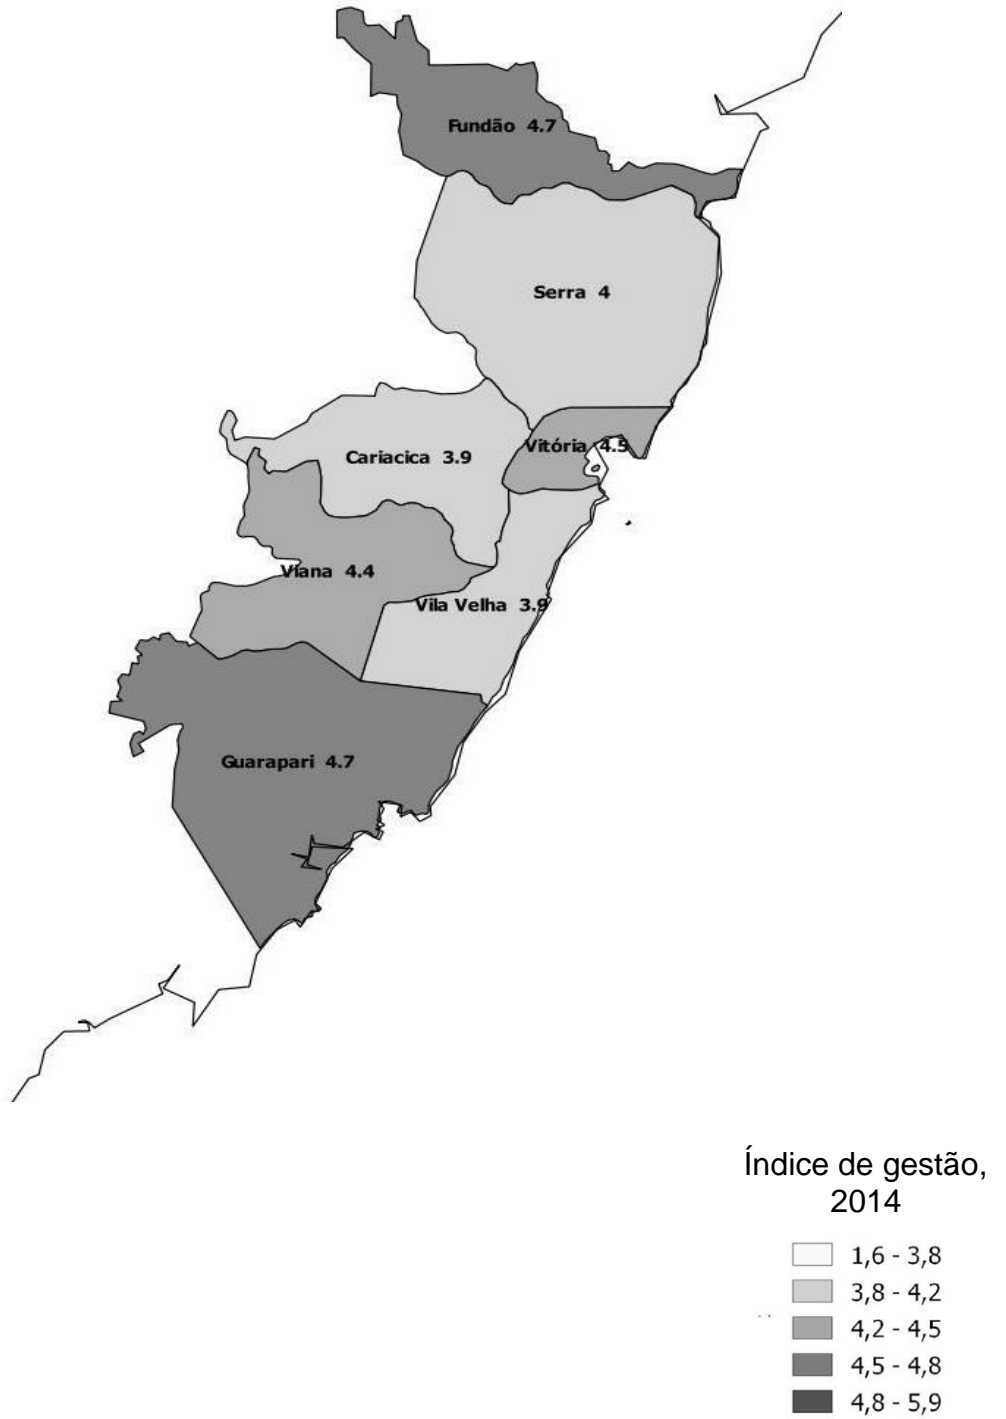 Fundão 4.7
Serra 4
Vitória 4.5
Cariacica 3.9
Viana 4.4
Vila Velha 3.9
Guarapari 4.7
Índice de gestão,
2014
1,6 - 3,8
3,8 - 4,2
4,2 - 4,5
4,5 - 4,8
4,8 - 5,9